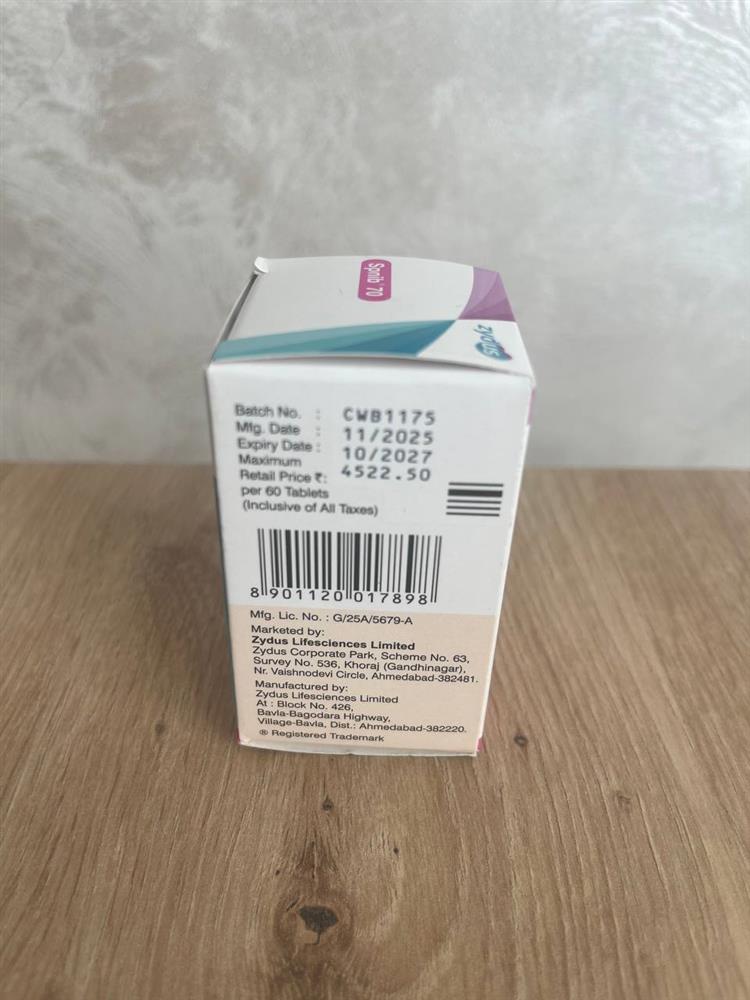 Spnib® 70
zydus
Batch No. : CWB1175
Mfg. Date : 11/2025
Expiry Date : 10/2027
Maximum
Retail Price ₹: 4522.50
per 60 Tablets
(Inclusive of All Taxes)
8 901120 017898
Mfg. Lic. No. : G/25A/5679-A
Marketed by:
Zydus Lifesciences Limited
Zydus Corporate Park, Scheme No. 63,
Survey No. 536, Khoraj (Gandhinagar),
Nr. Vaishnodevi Circle, Ahmedabad-382481.
Manufactured by:
Zydus Lifesciences Limited
At : Block No. 426,
Bavla-Bagodara Highway,
Village-Bavla, Dist.: Ahmedabad-382220.
® Registered Trademark